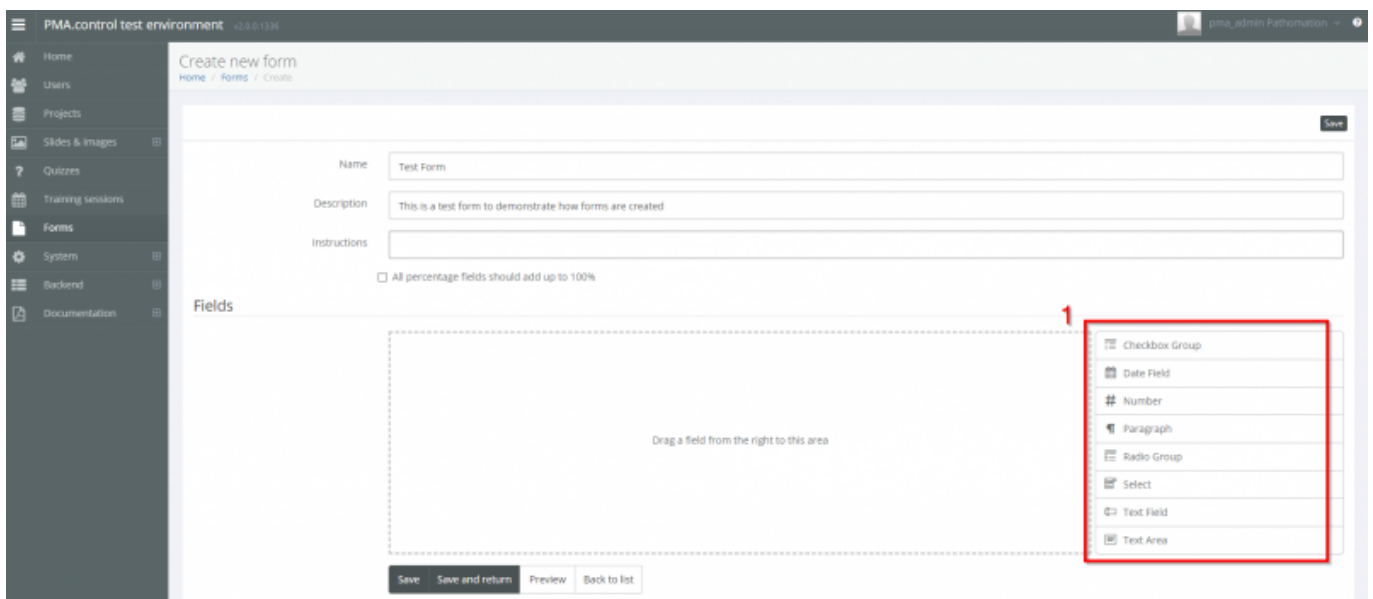 PMA.control test environment v2.0.0.1336
pma_admin Pathomation
Home
Users
Projects
Slides & Images
Quizzes
Training sessions
Forms
System
Backend
Documentation
Create new form
Home / Forms / Create
Save
Name
Test Form
Description
This is a test form to demonstrate how forms are created
Instructions
All percentage fields should add up to 100%
Fields
1
Drag a field from the right to this area
Checkbox Group
Date Field
Number
Paragraph
Radio Group
Select
Text Field
Text Area
Save
Save and return
Preview
Back to list